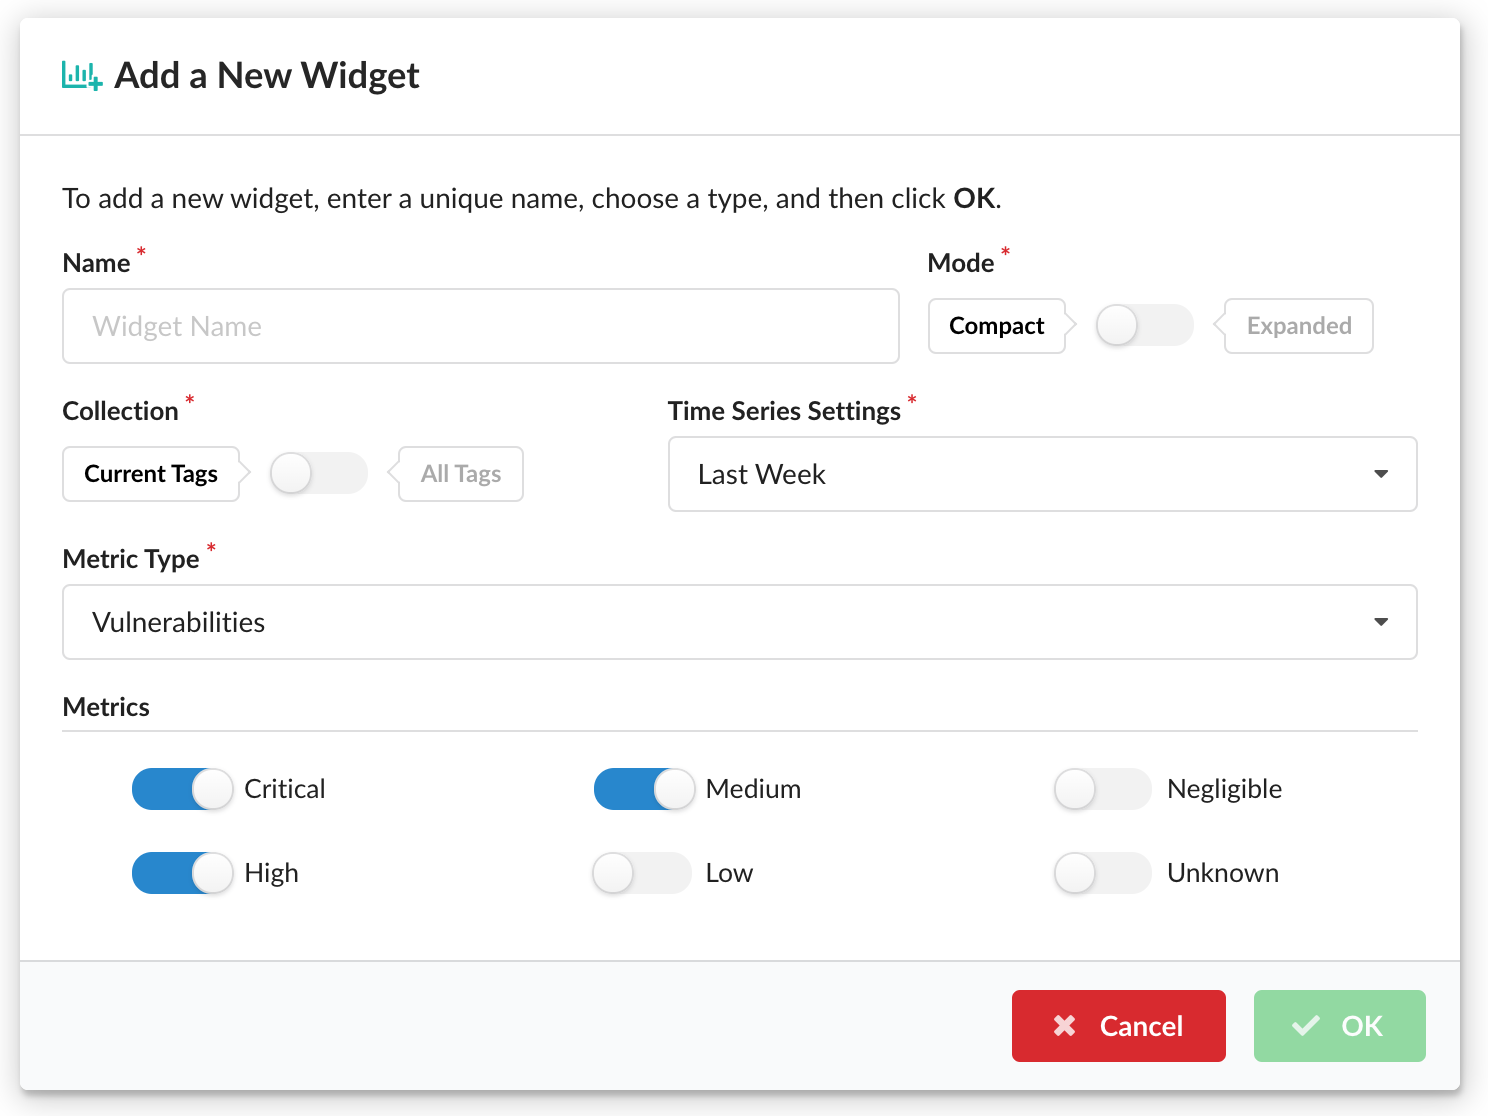 Add a New Widget
To add a new widget, enter a unique name, choose a type, and then click OK.
Name *
Mode *
Widget Name
Compact
Expanded
Collection *
Time Series Settings *
Current Tags
All Tags
Last Week
Metric Type *
Vulnerabilities
Metrics
Critical
Medium
Negligible
High
Low
Unknown
Cancel
OK